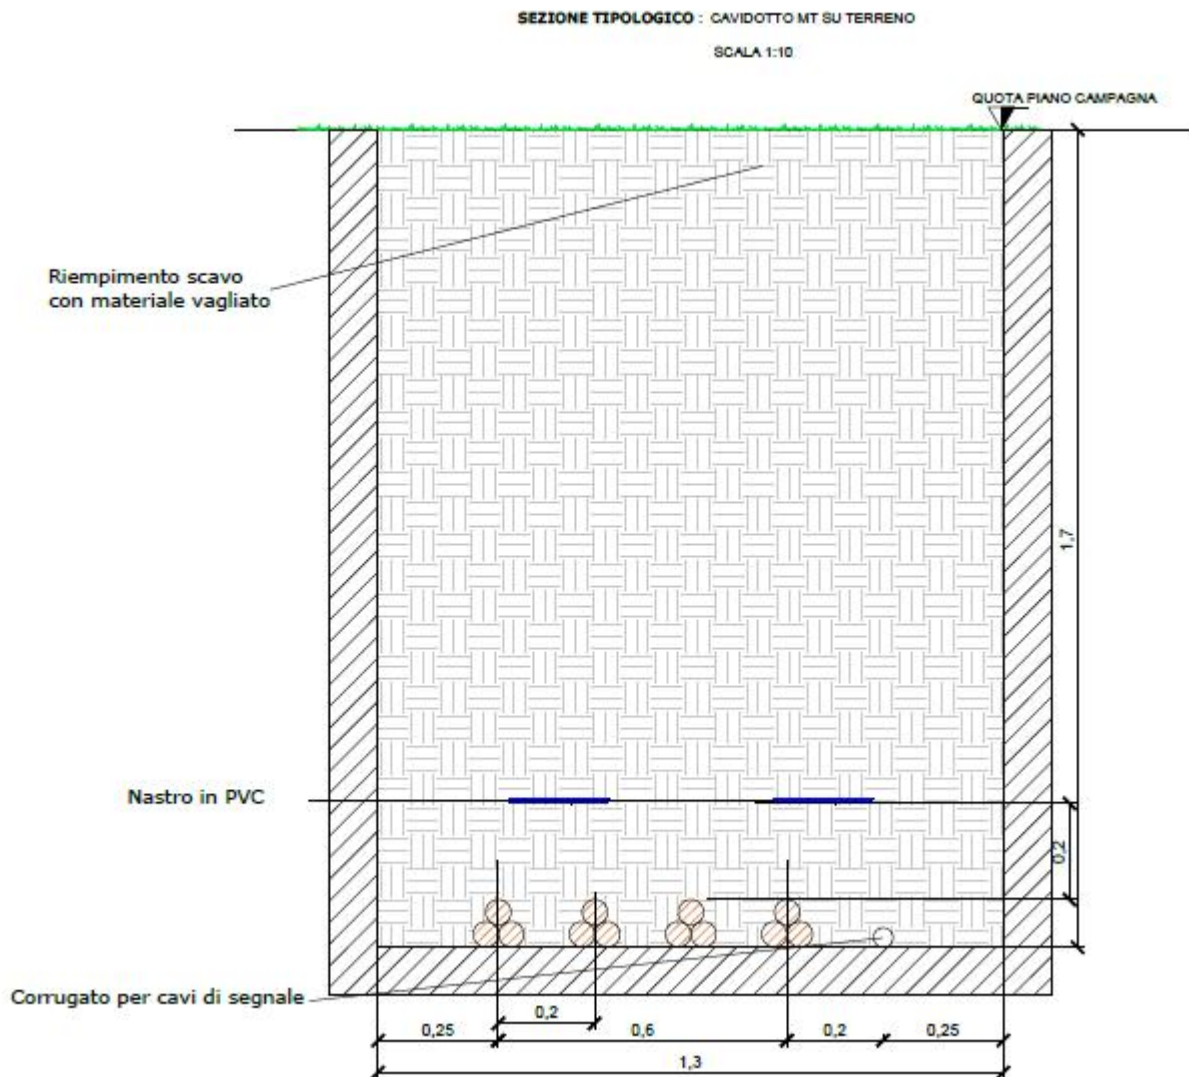 SEZIONE TIPOLOGICO : CAVIDOTTO MT SU TERRENO
SCALA 1:10
QUOTA PIANO CAMPAGNA
Riempimento scavo
con materiale vagliato
1,7
Nastro in PVC
0,2
Corrugato per cavi di segnale
0,2
0,25
0,6
0,2
0,25
1,3